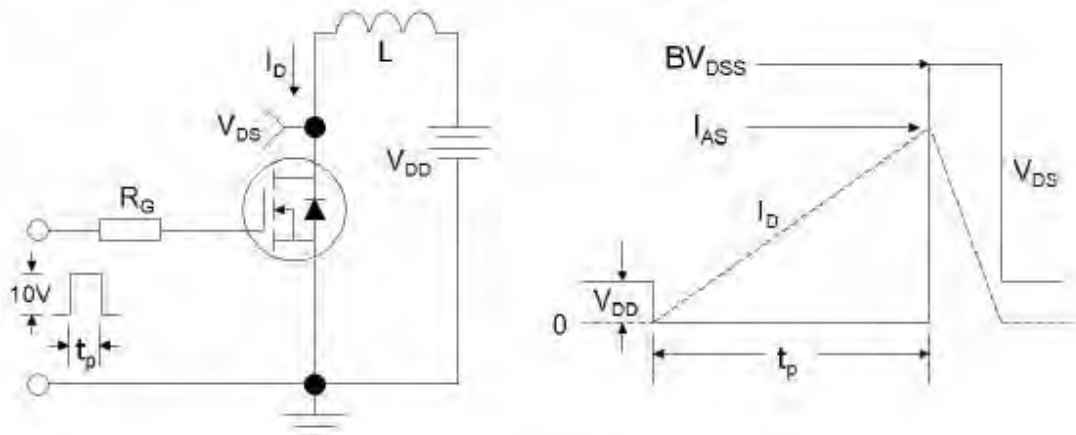 L
I_D
V_DS
V_DD
R_G
10V
t_p
BV_DSS
I_AS
V_DS
I_D
V_DD
0
t_p